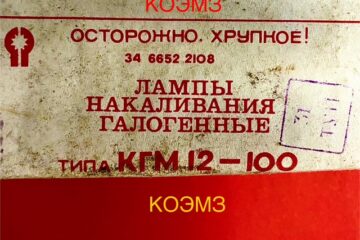 КОЭМЗ
ОСТОРОЖНО. ХРУПКОЕ!
34 6652 2108
ЛАМПЫ
НАКАЛИВАНИЯ
ГАЛОГЕННЫЕ
ТИПА КГМ 12—100
КОЭМЗ